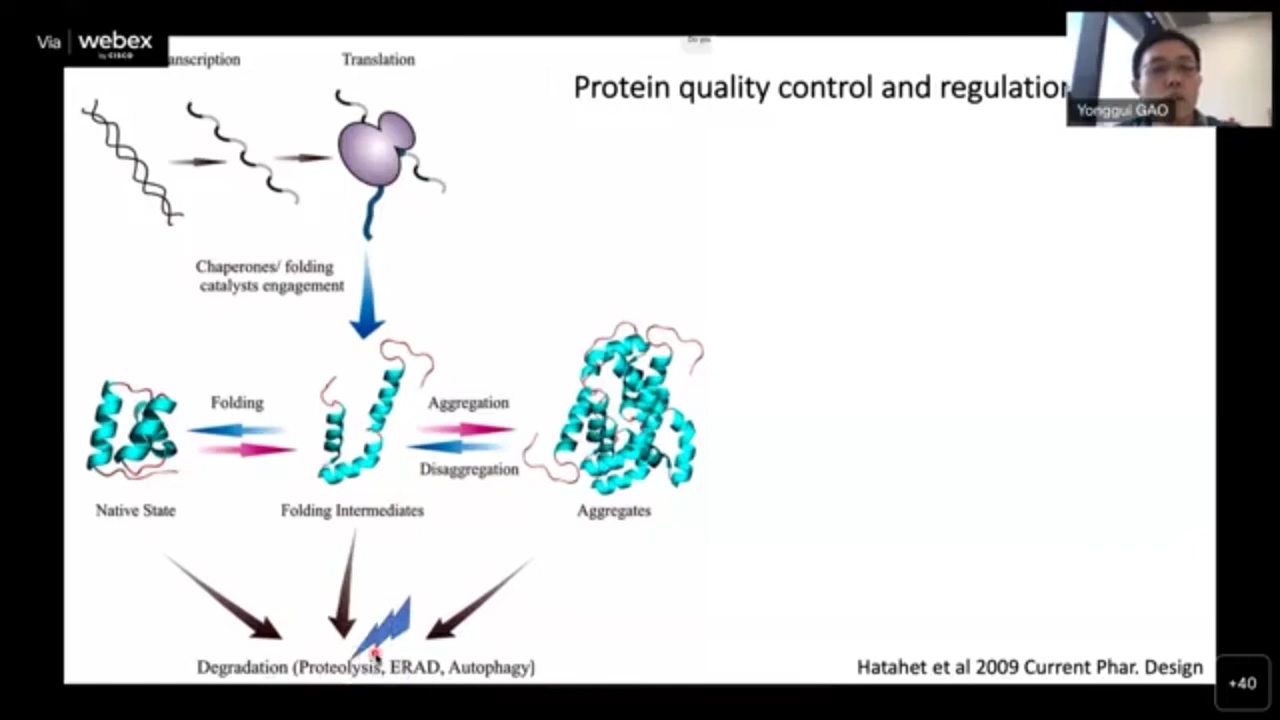 Via webex
by CISCO
anscription
Translation
Protein quality control and regulation
Yonggui GAO
Chaperones/ folding
catalysts engagement
Folding
Aggregation
Disaggregation
Native State
Folding Intermediates
Aggregates
Degradation (Proteolysis, ERAD, Autophagy)
Hatahet et al 2009 Current Phar. Design
+40